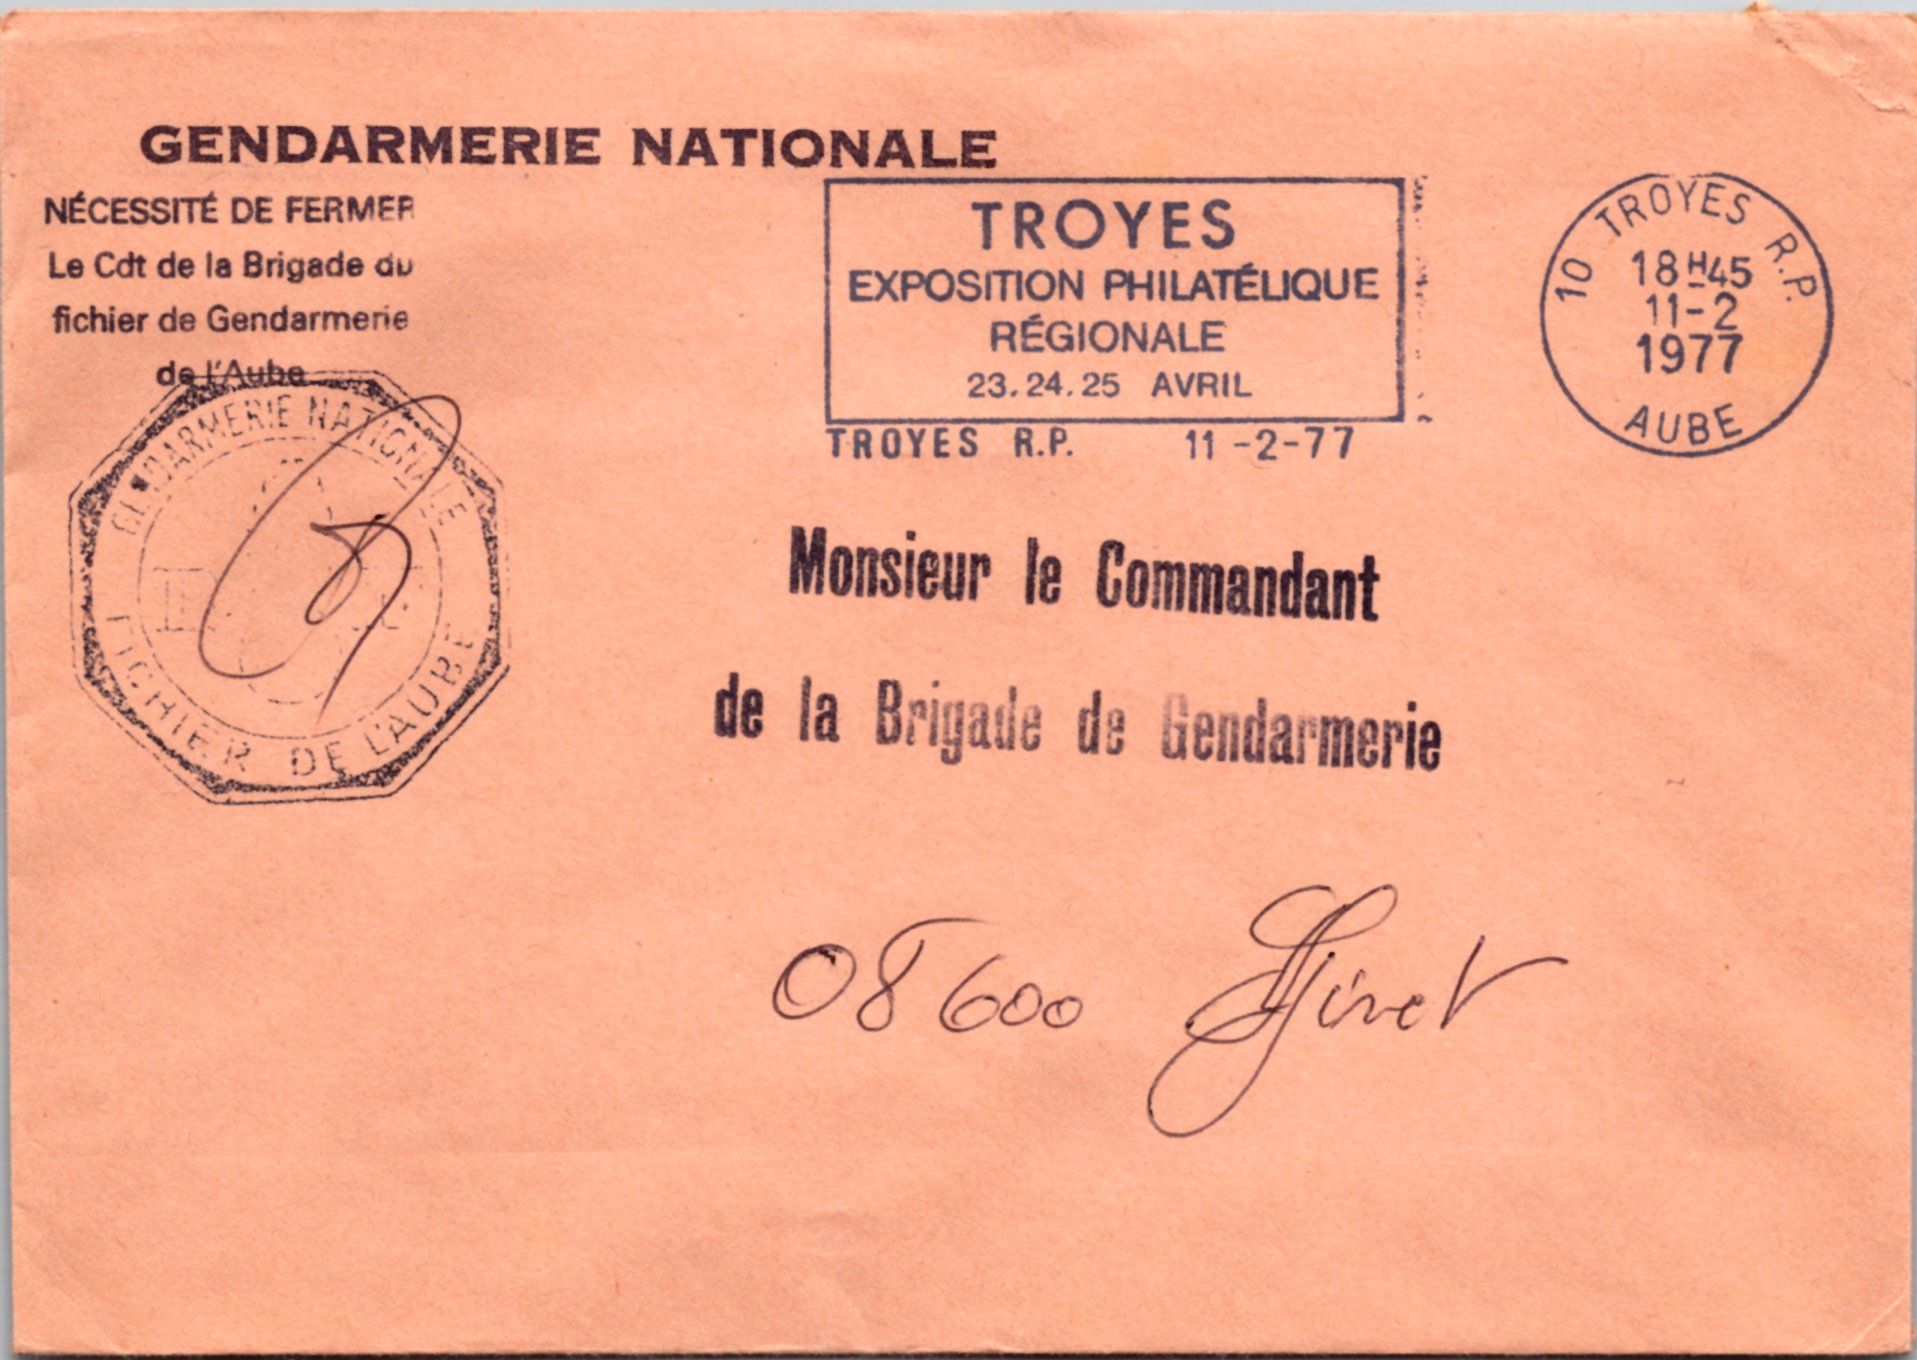 GENDARMERIE NATIONALE
NÉCESSITÉ DE FERMER
Le Cdt de la Brigade du
fichier de Gendarmerie
de l'Aube
GENDARMERIE NATIONALE
FICHIER DE L'AUBE
TROYES
EXPOSITION PHILATÉLIQUE
RÉGIONALE
23.24.25 AVRIL
TROYES R.P. 11-2-77
10 TROYES R.P.
18H45
11-2
1977
AUBE
Monsieur le Commandant
de la Brigade de Gendarmerie
08600 Givet